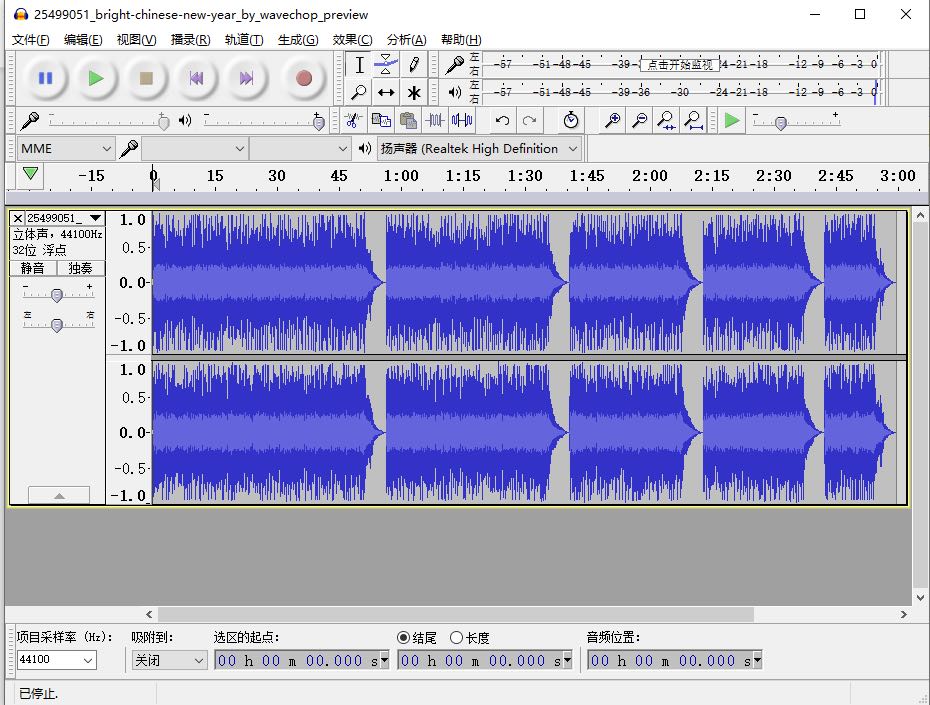 25499051_bright-chinese-new-year_by_wavechop_preview
文件(F) 编辑(E) 视图(V) 播录(R) 轨道(T) 生成(G) 效果(C) 分析(A) 帮助(H)
左 右 -57 -51 -48 -45 -39 点击开始监视 -24 -21 -18 -12 -9 -6 -3 0
左 右 -57 -51 -48 -45 -39 -36 -30 -24 -21 -18 -12 -9 -6 -3 0
- + - + - +
MME 扬声器 (Realtek High Definition
-15 0 15 30 45 1:00 1:15 1:30 1:45 2:00 2:15 2:30 2:45 3:00
25499051_
立体声, 44100Hz
32位 浮点
静音 独奏
- +
左 右
1.0
0.5
0.0
-0.5
-1.0
1.0
0.5
0.0
-0.5
-1.0
项目采样率 (Hz): 吸附到: 选区的起点: 结尾 长度 音频位置:
44100 关闭 00 h 00 m 00.000 s 00 h 00 m 00.000 s 00 h 00 m 00.000 s
已停止.